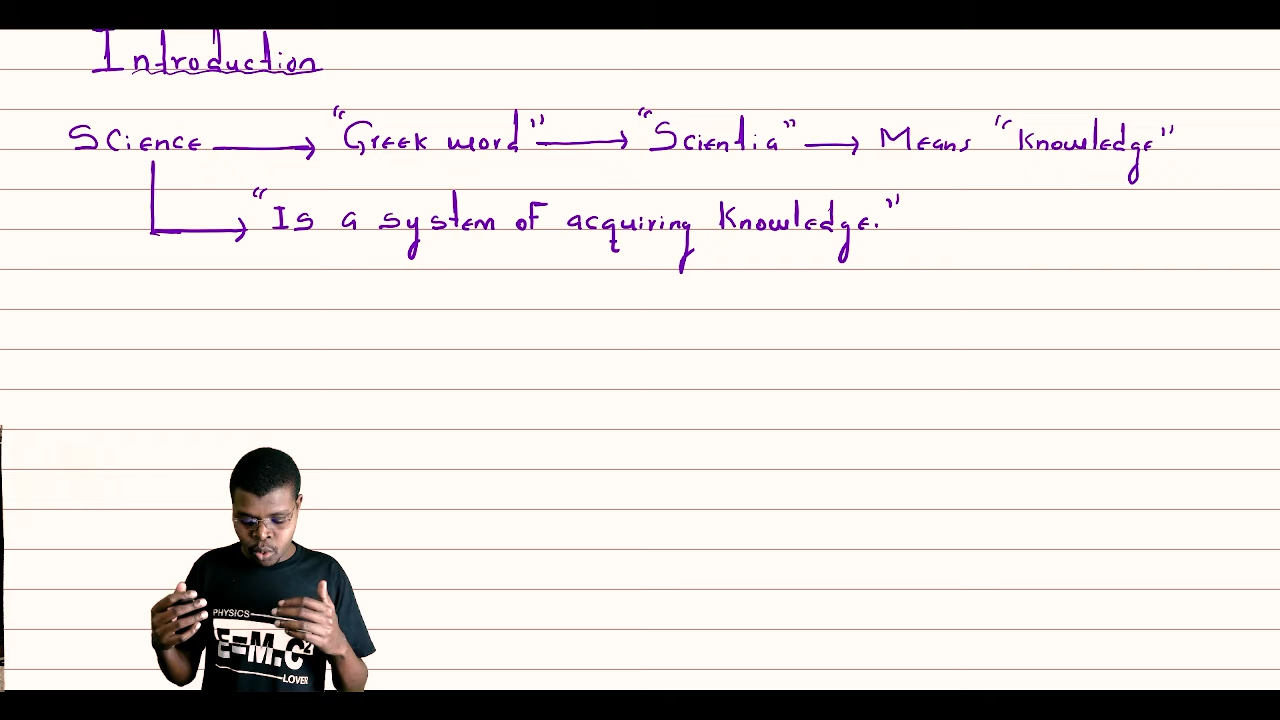 Introduction
Science → "Greek word" → "Scientia" → Means "Knowledge"
"Is a system of acquiring Knowledge."
PHYSICS
E=M.C²
LOVER